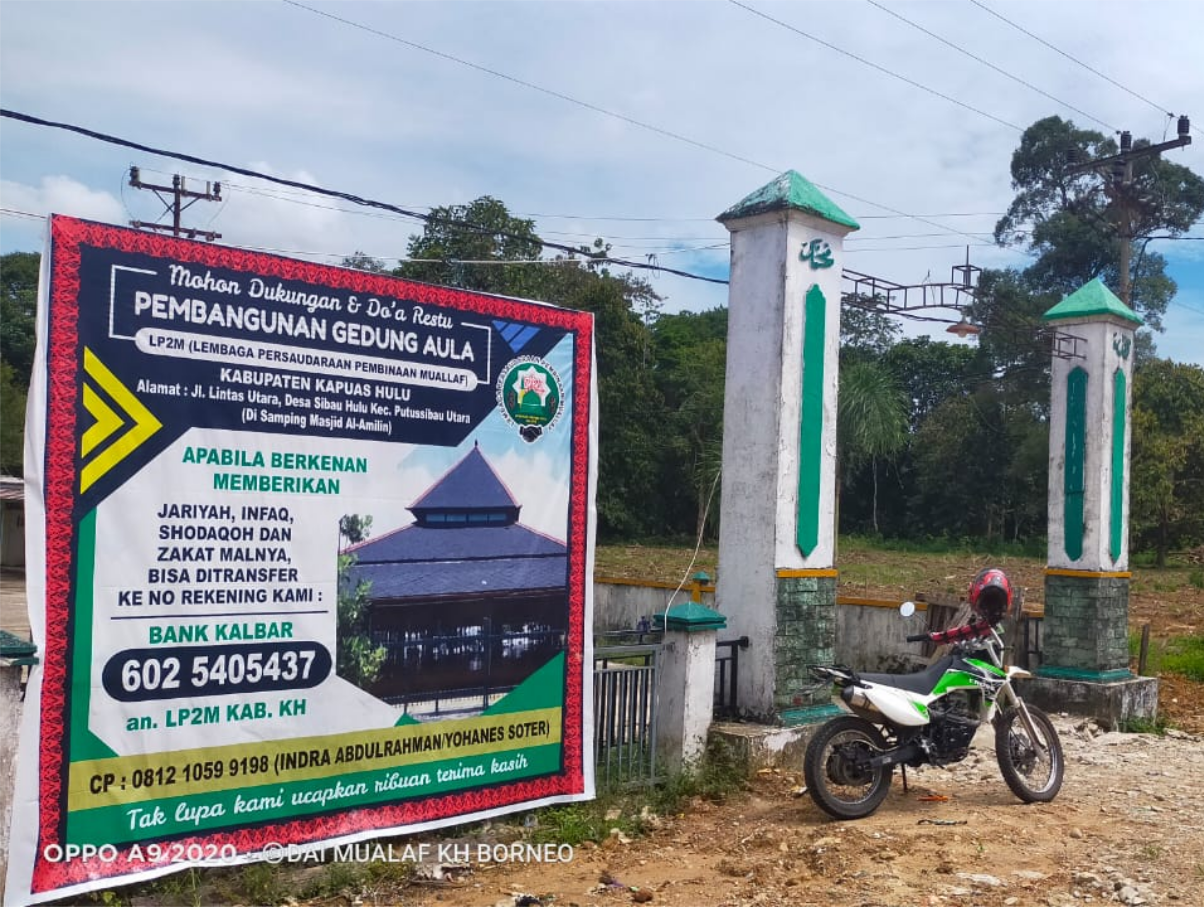 Mohon Dukungan & Do'a Restu
PEMBANGUNAN GEDUNG AULA
LP2M (LEMBAGA PERSAUDARAAN PEMBINAAN MUALLAF)
KABUPATEN KAPUAS HULU
Alamat : Jl. Lintas Utara, Desa Sibau Hulu Kec. Putussibau Utara
(Di Samping Masjid Al-Amilin)
APABILA BERKENAN
MEMBERIKAN
JARIYAH, INFAQ,
SHODAQOH DAN
ZAKAT MALNYA,
BISA DITRANSFER
KE NO REKENING KAMI :
BANK KALBAR
602 5405437
an. LP2M KAB. KH
CP : 0812 1059 9198 (INDRA ABDULRAHMAN/YOHANES SOTER)
Tak lupa kami ucapkan ribuan terima kasih
OPPO A9 2020 · ©DAI MUALAF KH BORNEO